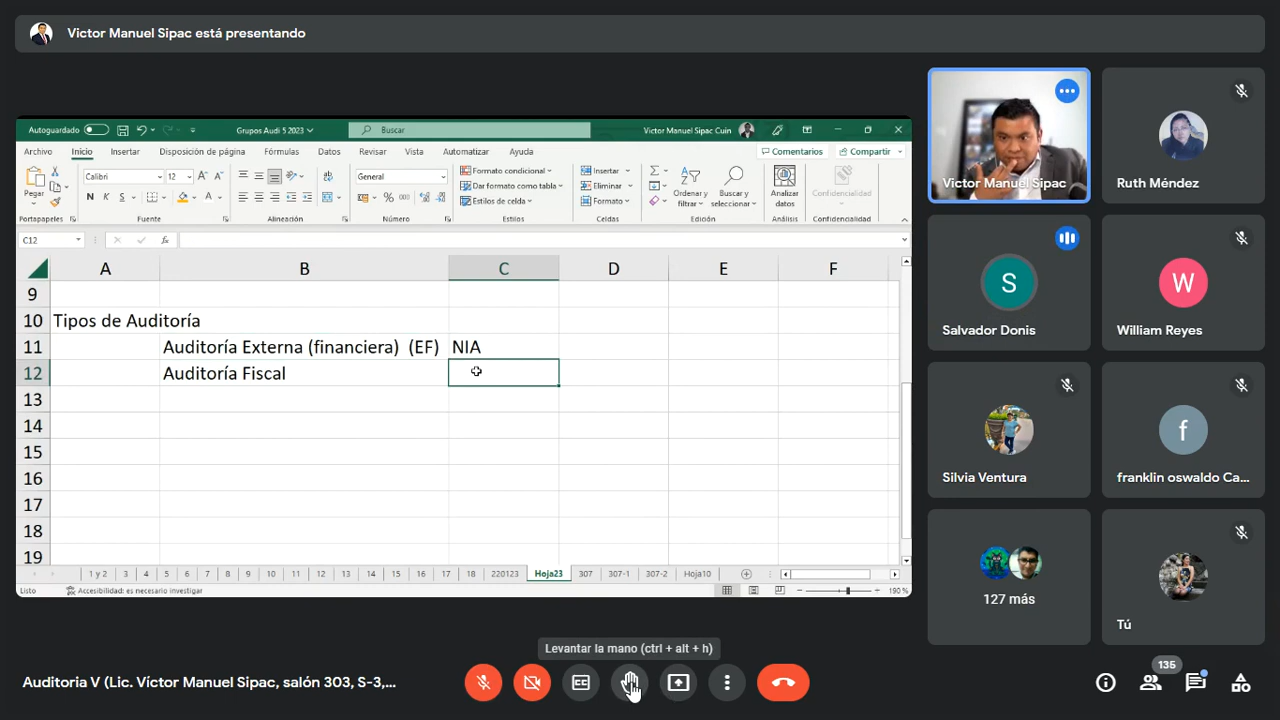 Victor Manuel Sipac está presentando
Autoguardado
Grupos Audi 5 2023
Buscar
Victor Manuel Sipac Cuin
Archivo Inicio Insertar Disposición de página Fórmulas Datos Revisar Vista Automatizar Ayuda Comentarios Compartir
Pegar
Calibri 12
N K S
General
Formato condicional
Dar formato como tabla
Estilos de celda
Insertar
Eliminar
Formato
Ordenar y filtrar
Buscar y seleccionar
Analizar datos
Confidencialidad
Portapapeles Fuente Alineación Número Estilos Celdas Edición Análisis Confidencialidad
C12 fx
A B C D E F
9
10 Tipos de Auditoría
11 Auditoría Externa (financiera) (EF) NIA
12 Auditoría Fiscal
13
14
15
16
17
18
19
1 y 2 3 4 5 6 7 8 9 10 11 12 13 14 15 16 17 18 220123 Hoja23 307 307-1 307-2 Hoja10
Listo Accesibilidad: es necesario investigar 190 %
Victor Manuel Sipac
Ruth Méndez
S
Salvador Donis
W
William Reyes
Silvia Ventura
f
franklin oswaldo Ca...
127 más
Tú
Levantar la mano (ctrl + alt + h)
Auditoria V (Lic. Víctor Manuel Sipac, salón 303, S-3,...
135